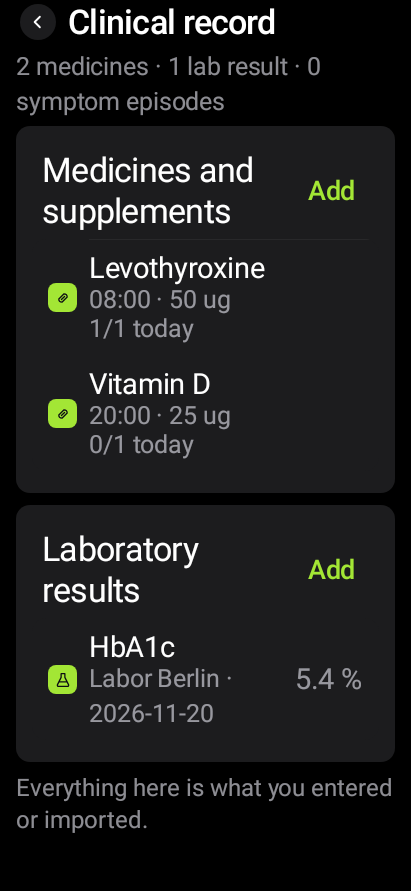 Clinical record
2 medicines · 1 lab result · 0
symptom episodes
Medicines and
supplements
Add
Levothyroxine
08:00 · 50 ug
1/1 today
Vitamin D
20:00 · 25 ug
0/1 today
Laboratory
results
Add
HbA1c
Labor Berlin ·
2026-11-20
5.4 %
Everything here is what you entered
or imported.